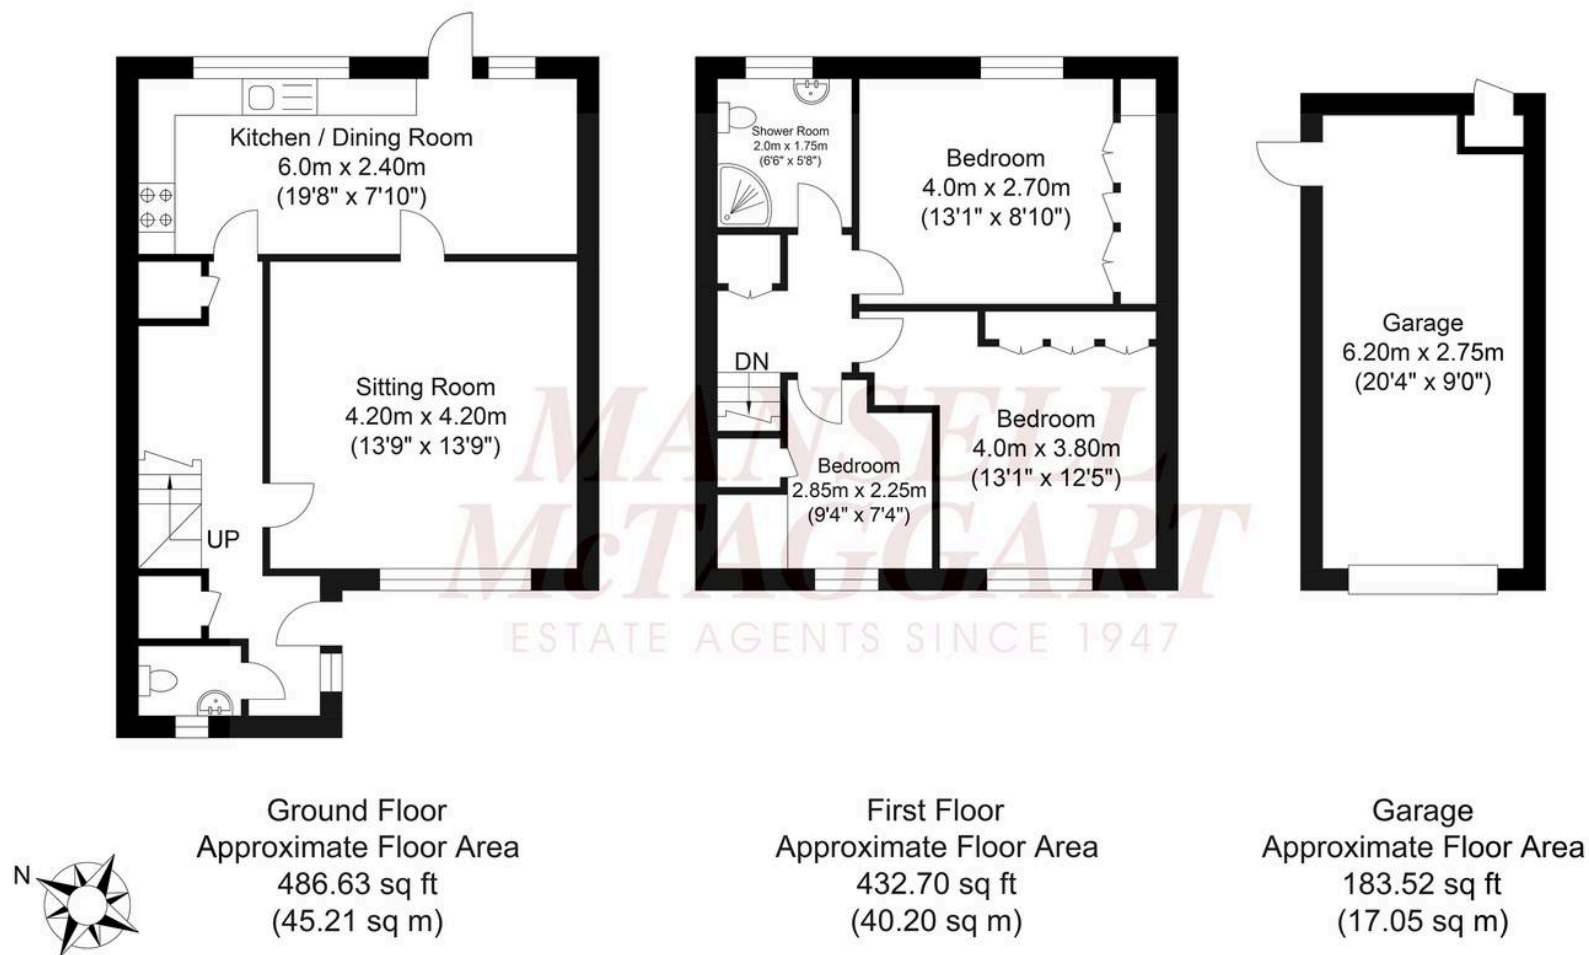 Kitchen / Dining Room
6.0m x 2.40m
(19'8" x 7'10")
Sitting Room
4.20m x 4.20m
(13'9" x 13'9")
UP
Shower Room
2.0m x 1.75m
(6'6" x 5'8")
Bedroom
4.0m x 2.70m
(13'1" x 8'10")
DN
Bedroom
4.0m x 3.80m
(13'1" x 12'5")
Bedroom
2.85m x 2.25m
(9'4" x 7'4")
Garage
6.20m x 2.75m
(20'4" x 9'0")
MANSELL
McTAGGART
ESTATE AGENTS SINCE 1947
Ground Floor
Approximate Floor Area
486.63 sq ft
(45.21 sq m)
First Floor
Approximate Floor Area
432.70 sq ft
(40.20 sq m)
Garage
Approximate Floor Area
183.52 sq ft
(17.05 sq m)
N